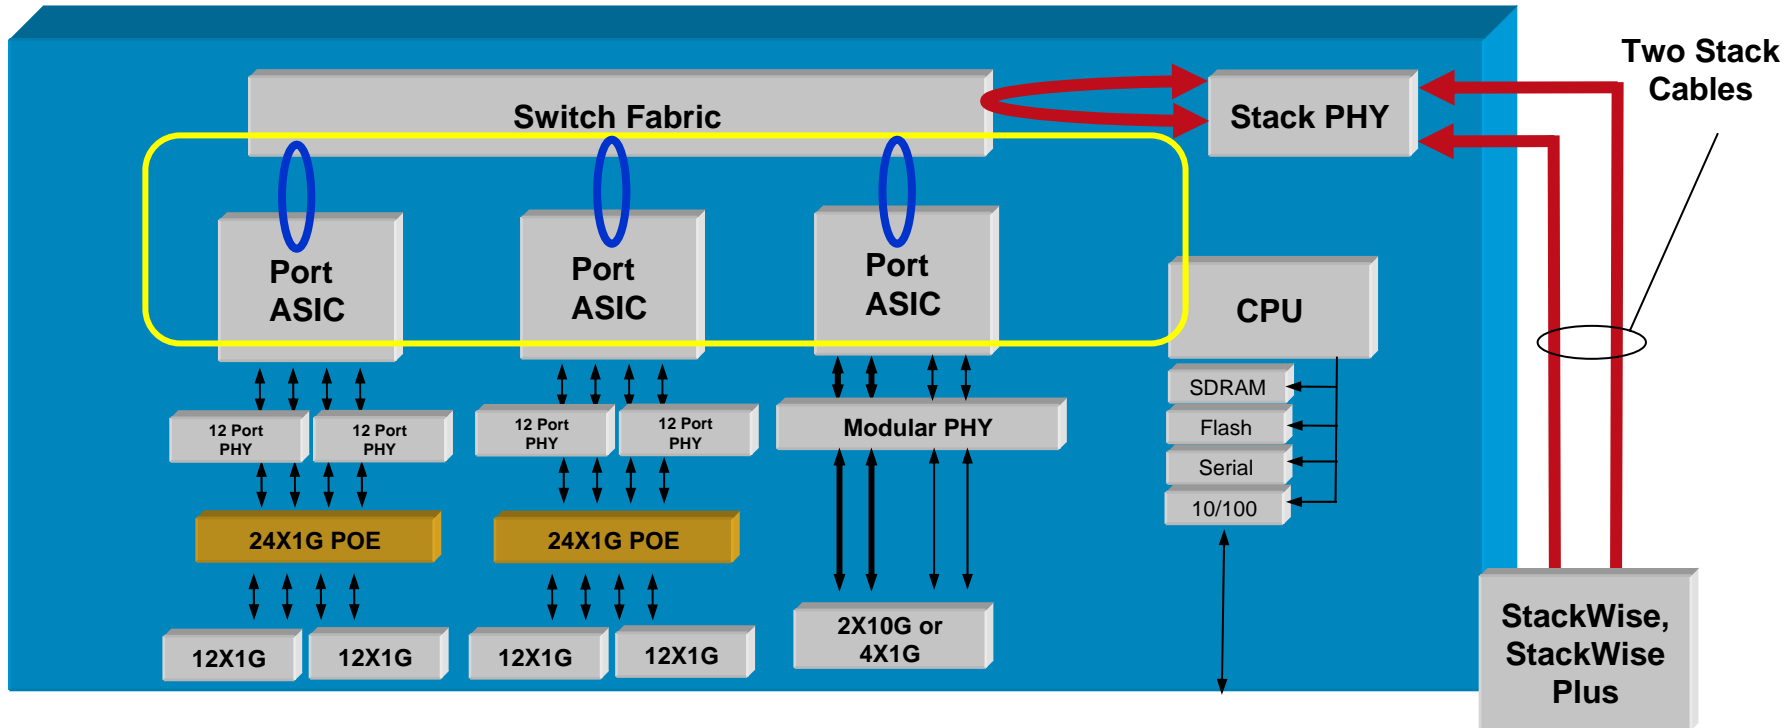 Two Stack
Cables
Switch Fabric
Stack PHY
Port
ASIC
Port
ASIC
Port
ASIC
CPU
SDRAM
Flash
Serial
10/100
12 Port
PHY
12 Port
PHY
12 Port
PHY
12 Port
PHY
Modular PHY
24X1G POE
24X1G POE
12X1G
12X1G
12X1G
12X1G
2X10G or
4X1G
StackWise,
StackWise
Plus